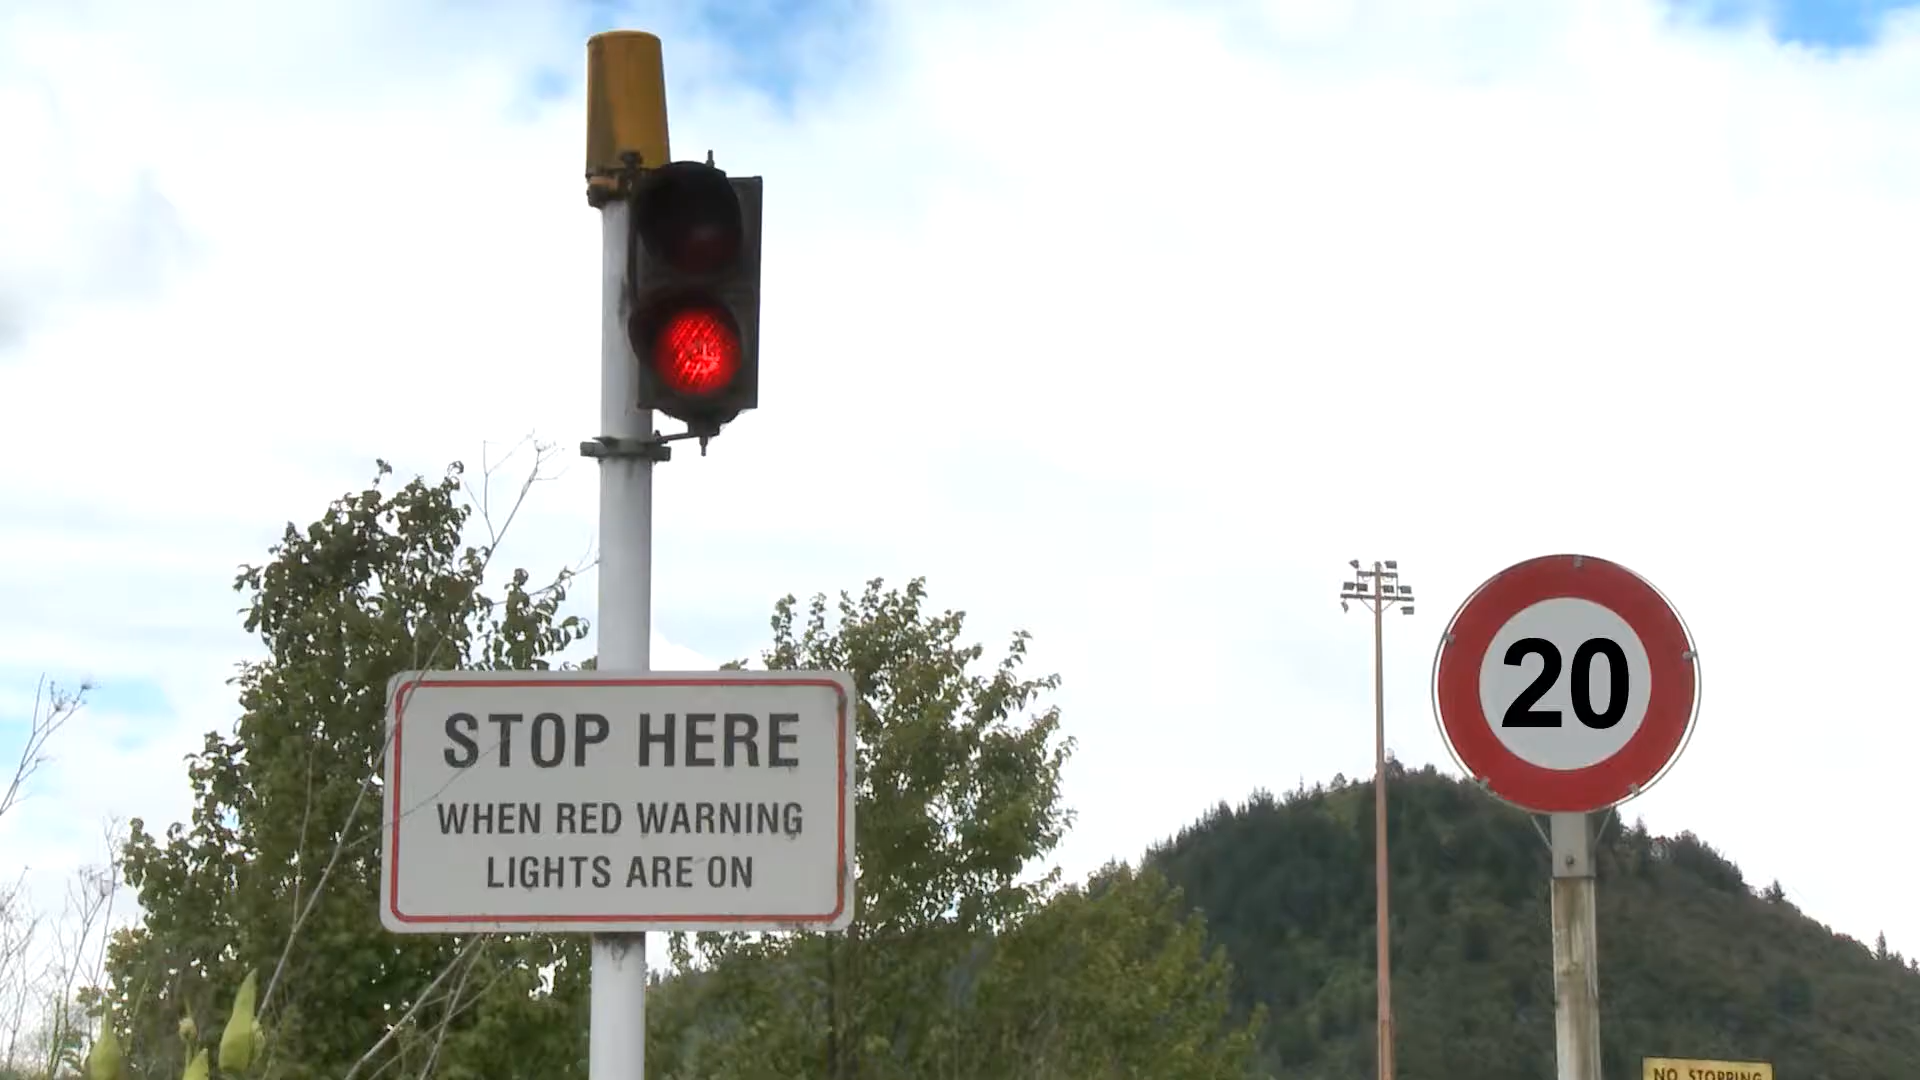 STOP HERE
WHEN RED WARNING
LIGHTS ARE ON
20
NO STOPPING